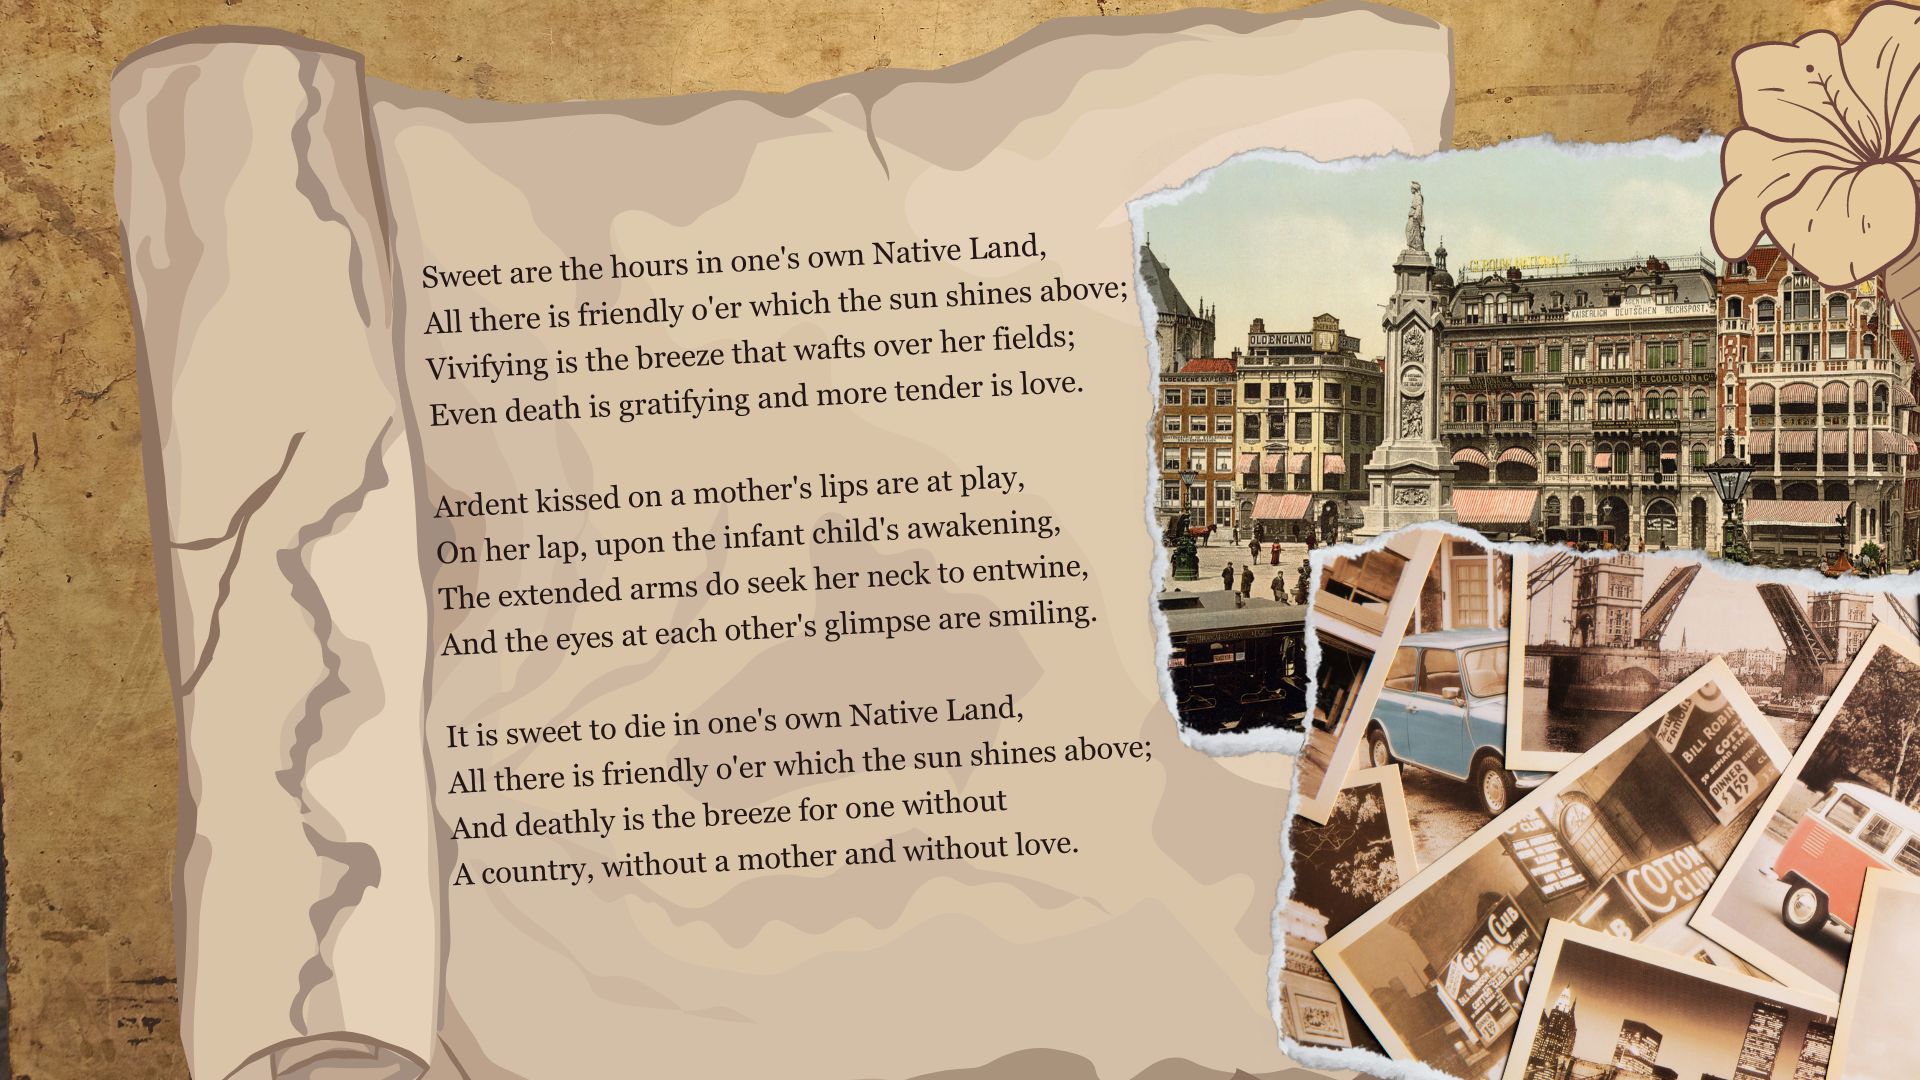 Sweet are the hours in one's own Native Land,
All there is friendly o'er which the sun shines above;
Vivifying is the breeze that wafts over her fields;
Even death is gratifying and more tender is love.
Ardent kissed on a mother's lips are at play,
On her lap, upon the infant child's awakening,
The extended arms do seek her neck to entwine,
And the eyes at each other's glimpse are smiling.
It is sweet to die in one's own Native Land,
All there is friendly o'er which the sun shines above;
And deathly is the breeze for one without
A country, without a mother and without love.
OLD ENGLAND
KAISERLICH DEUTSCHEN REICHSPOST.
VAN GEND & LOOS
H. COLIGNON & C
FAMOUS
BILL ROBIN
COTT
DINNER
$1.50
COTTON
CLUB
Cotton Club